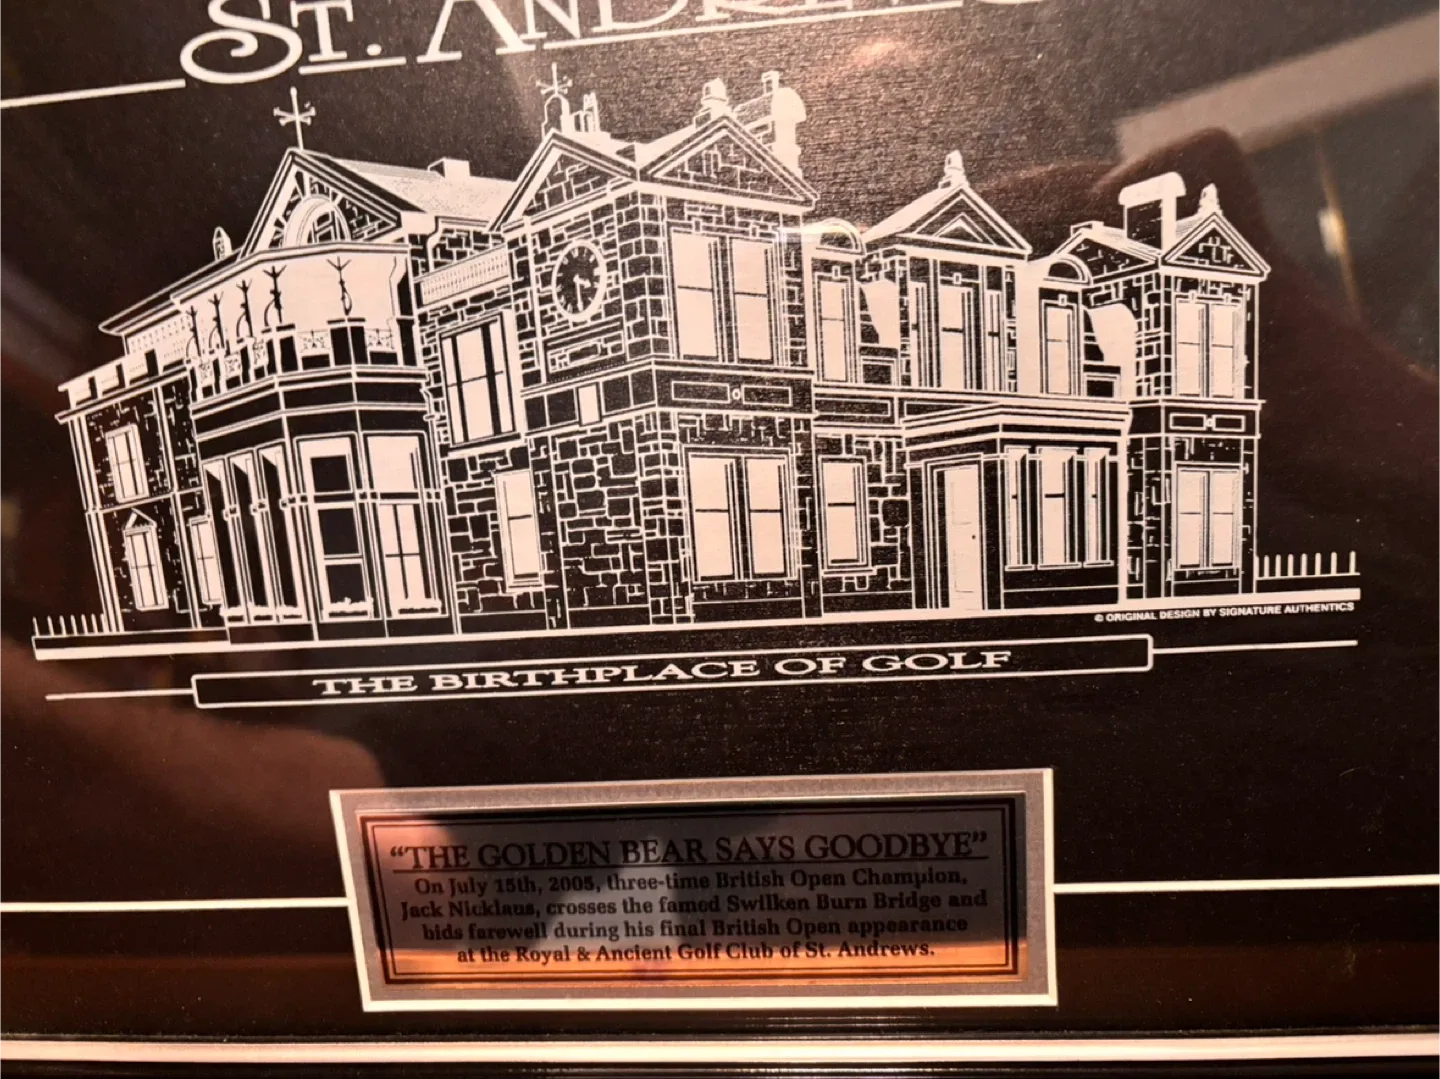 ST. ANDREWS
© ORIGINAL DESIGN BY SIGNATURE AUTHENTICS
THE BIRTHPLACE OF GOLF
“THE GOLDEN BEAR SAYS GOODBYE”
On July 15th, 2005, three-time British Open Champion,
Jack Nicklaus, crosses the famed Swilken Burn Bridge and
bids farewell during his final British Open appearance
at the Royal & Ancient Golf Club of St. Andrews.